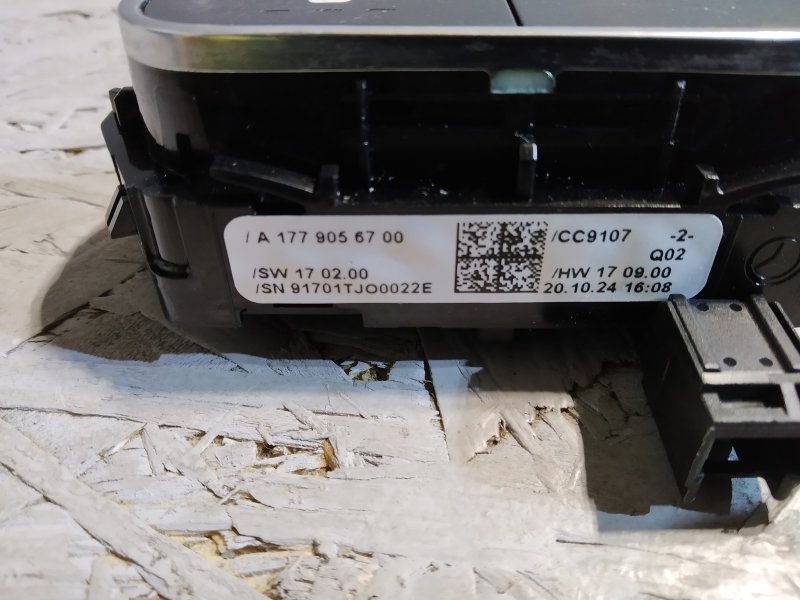 / A 177 905 67 00
/CC9107 -2-
Q02
/SW 17 02.00
/HW 17 09.00
/SN 91701TJO0022E
20.10.24 16:08